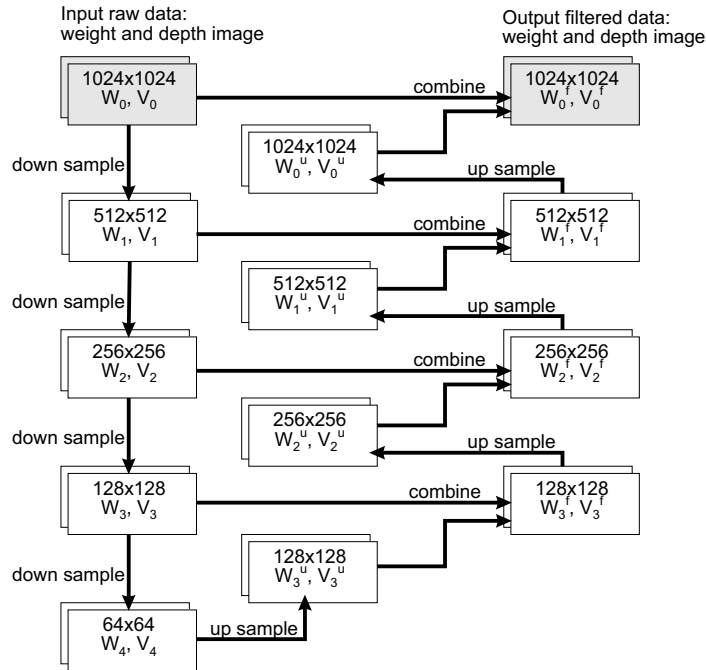 Input raw data:
weight and depth image
Output filtered data:
weight and depth image
1024x1024
W₀, V₀
combine
1024x1024
W₀ᶠ, V₀ᶠ
1024x1024
W₀ᵘ, V₀ᵘ
down sample
up sample
512x512
W₁, V₁
combine
512x512
W₁ᶠ, V₁ᶠ
512x512
W₁ᵘ, V₁ᵘ
down sample
up sample
256x256
W₂, V₂
combine
256x256
W₂ᶠ, V₂ᶠ
256x256
W₂ᵘ, V₂ᵘ
down sample
up sample
128x128
W₃, V₃
combine
128x128
W₃ᶠ, V₃ᶠ
128x128
W₃ᵘ, V₃ᵘ
down sample
64x64
W₄, V₄
up sample